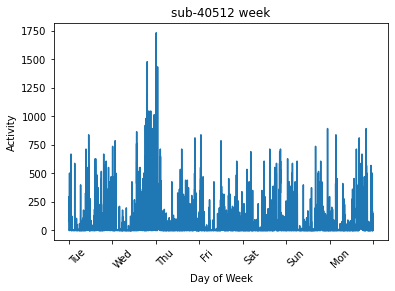 sub-40512 week
Activity
1750
1500
1250
1000
750
500
250
0
Tue
Wed
Thu
Fri
Sat
Sun
Mon
Day of Week